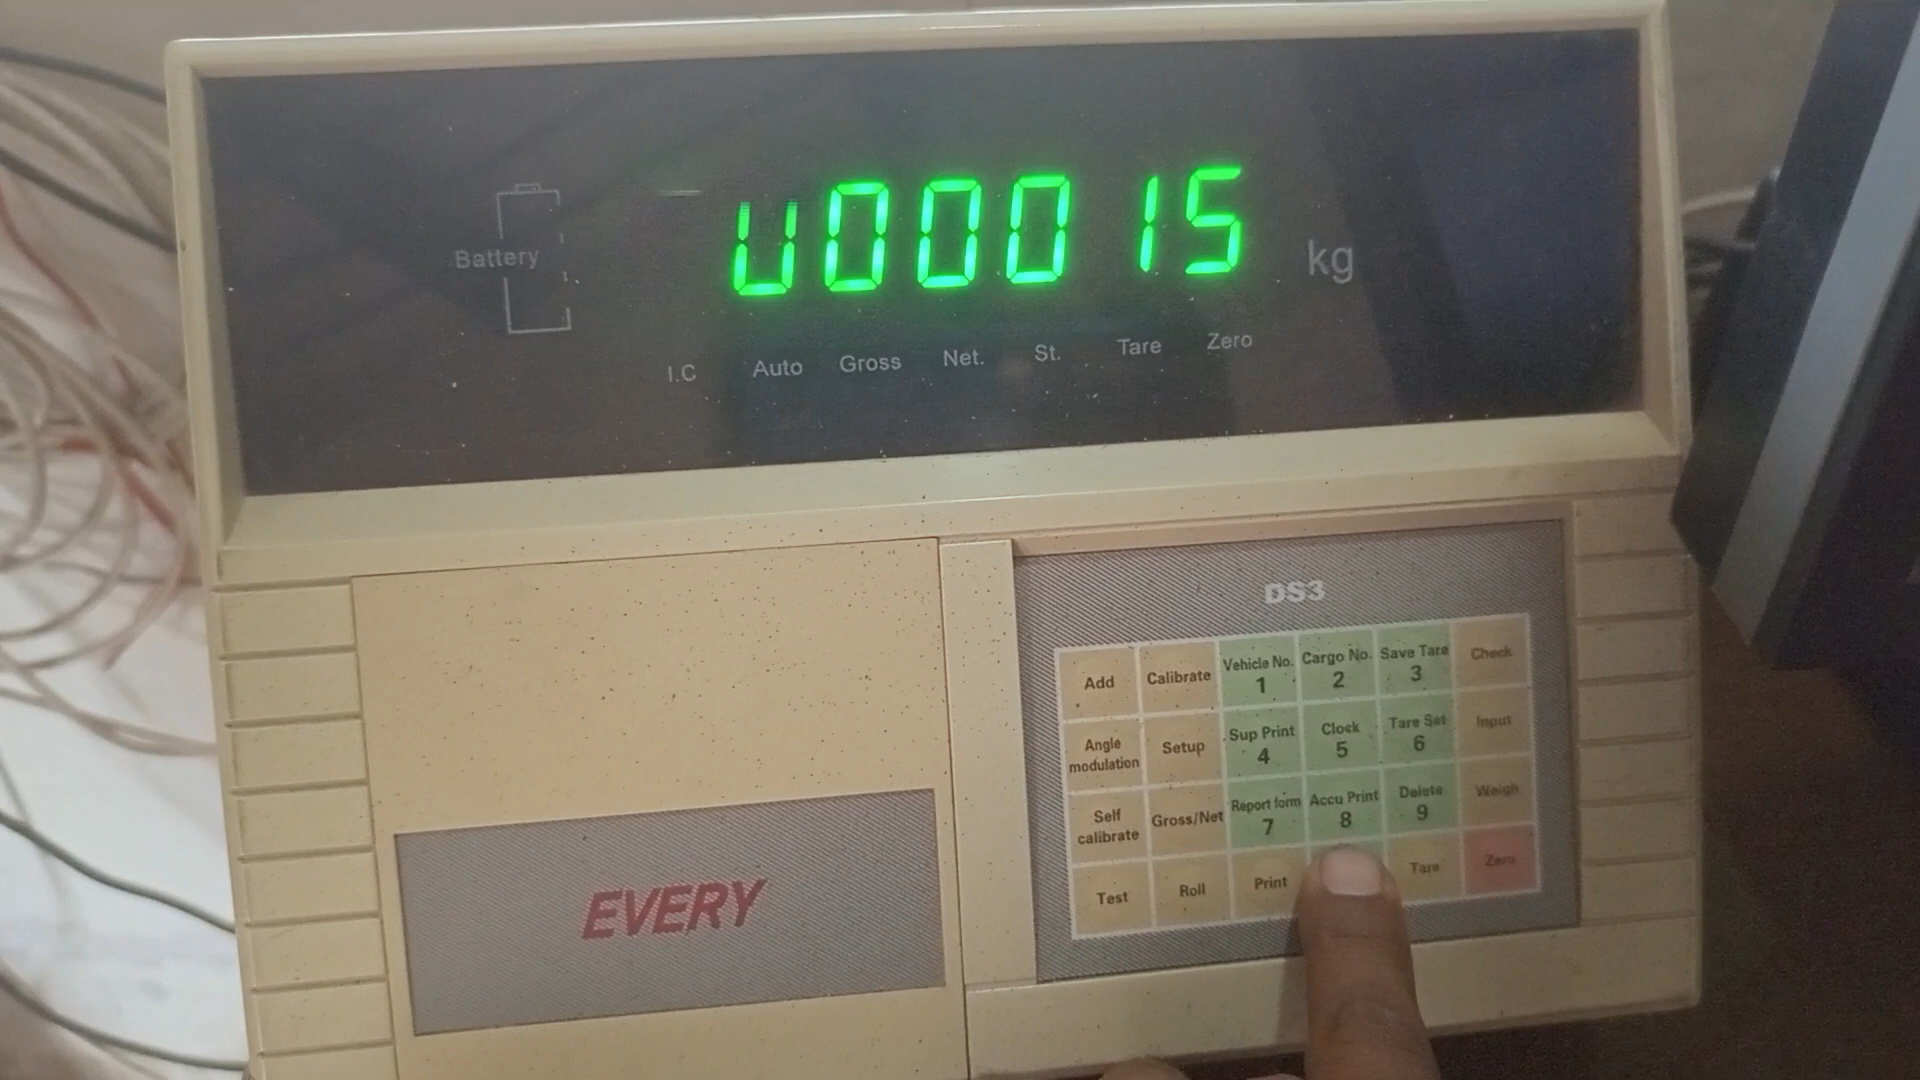 U00015
kg
Battery
I.C Auto Gross Net. St. Tare Zero
DS3
Add Calibrate Vehicle No. 1 Cargo No. 2 Save Tare 3 Check
Angle modulation Setup Sup Print 4 Clock 5 Tare Set 6 Input
Self calibrate Gross/Net Report form 7 Accu Print 8 Delete 9 Weigh
Test Roll Print Tare Zero
EVERY